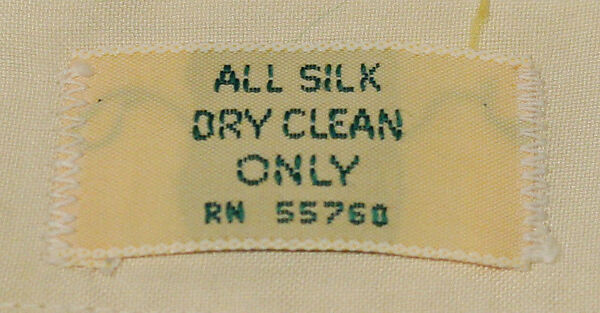 ALL SILK
DRY CLEAN
ONLY
RN 55760